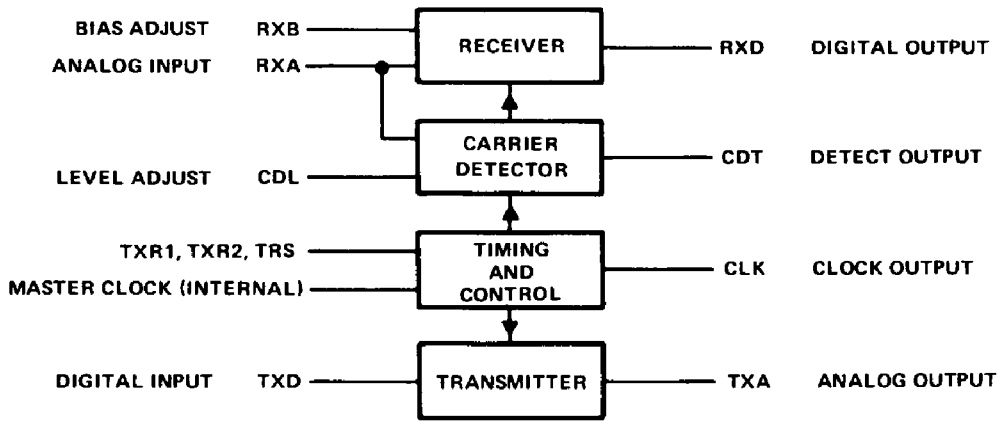 BIAS ADJUST RXB
RECEIVER
RXD DIGITAL OUTPUT
ANALOG INPUT RXA
CARRIER
DETECTOR
CDT DETECT OUTPUT
LEVEL ADJUST CDL
TXR1, TXR2, TRS
TIMING
AND
CONTROL
CLK CLOCK OUTPUT
MASTER CLOCK (INTERNAL)
DIGITAL INPUT TXD
TRANSMITTER
TXA ANALOG OUTPUT